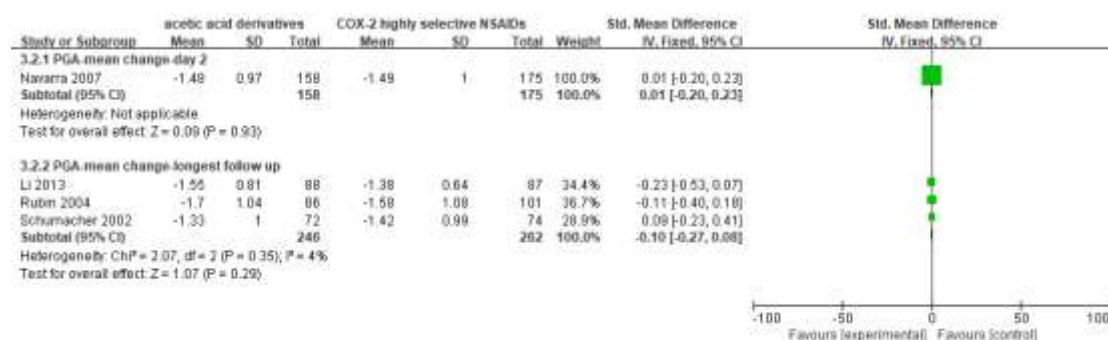 acetic acid derivatives COX-2 highly selective NSAIDs Std. Mean Difference Std. Mean Difference
Study or Subgroup Mean SD Total Mean SD Total Weight IV, Fixed, 95% CI IV, Fixed, 95% CI
3.2.1 PGA-mean change-day 2
Navarra 2007 -1.48 0.97 158 -1.49 1 175 100.0% 0.01 [-0.20, 0.23]
Subtotal (95% CI) 158 175 100.0% 0.01 [-0.20, 0.23]
Heterogeneity: Not applicable
Test for overall effect: Z = 0.09 (P = 0.93)
3.2.2 PGA-mean change-longest follow up
Li 2013 -1.55 0.81 88 -1.38 0.64 87 34.4% -0.23 [-0.53, 0.07]
Rubin 2004 -1.7 1.04 86 -1.58 1.08 101 36.7% -0.11 [-0.40, 0.18]
Schumacher 2002 -1.33 1 72 -1.42 0.99 74 28.9% 0.09 [-0.23, 0.41]
Subtotal (95% CI) 246 262 100.0% -0.10 [-0.27, 0.08]
Heterogeneity: Chi² = 2.07, df = 2 (P = 0.35); I² = 4%
Test for overall effect: Z = 1.07 (P = 0.29)
-100 -50 0 50 100
Favours [experimental] Favours [control]